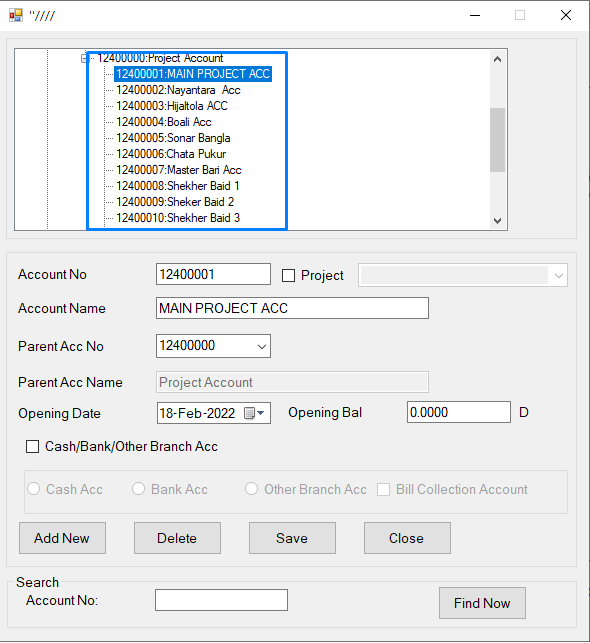 "////
12400000:Project Account
12400001:MAIN PROJECT ACC
12400002:Nayantara  Acc
12400003:Hijaltola ACC
12400004:Boali Acc
12400005:Sonar Bangla
12400006:Chata Pukur
12400007:Master Bari Acc
12400008:Shekher Baid 1
12400009:Sheker Baid 2
12400010:Shekher Baid 3
Account No 12400001 Project
Account Name MAIN PROJECT ACC
Parent Acc No 12400000
Parent Acc Name Project Account
Opening Date 18-Feb-2022 Opening Bal 0.0000 D
Cash/Bank/Other Branch Acc
Cash Acc Bank Acc Other Branch Acc Bill Collection Account
Add New Delete Save Close
Search
Account No: Find Now